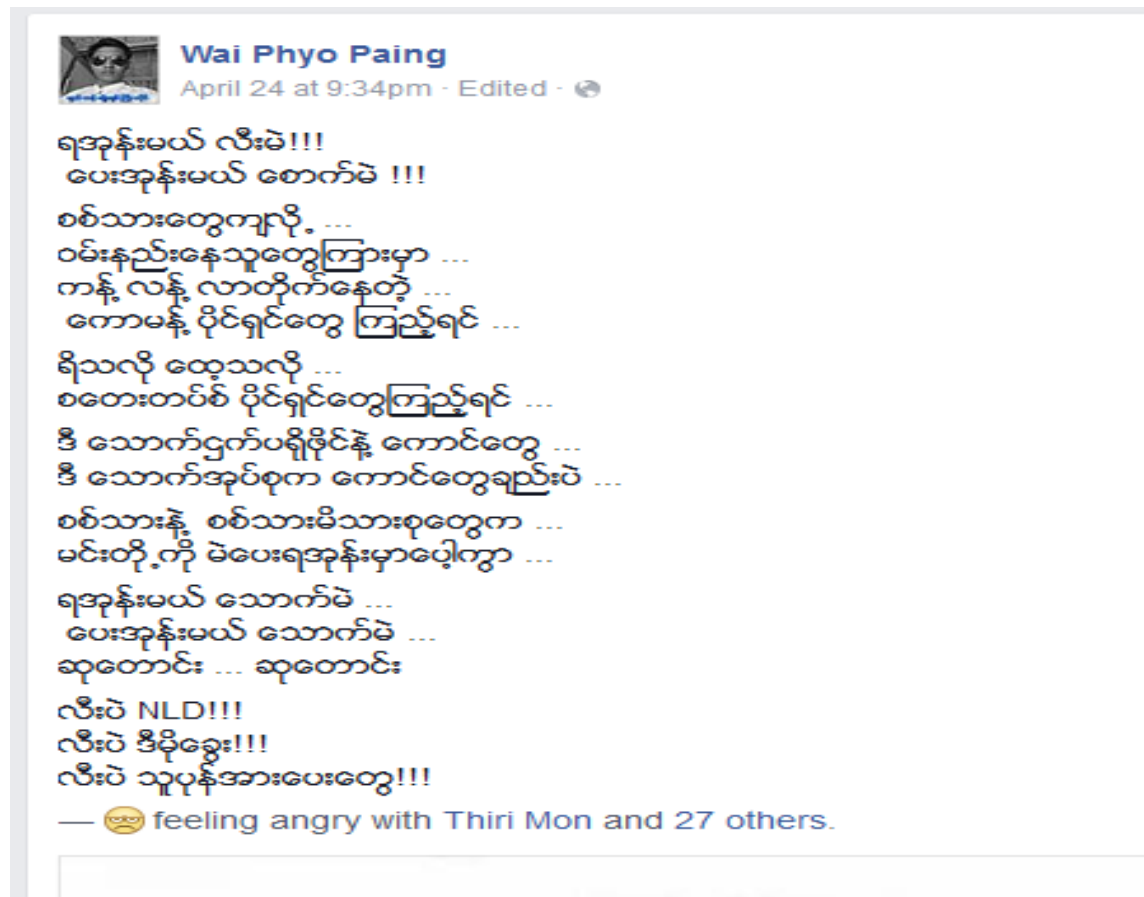 Wai Phyo Paing
April 24 at 9:34pm · Edited ·
ရအုန်းမယ် လီးမဲ!!!
ပေးအုန်းမယ် စောက်မဲ !!!
စစ်သားတွေကျလို့ ...
ဝမ်းနည်းနေသူတွေကြားမှာ ...
ကန့် လန့် လာတိုက်နေတဲ့ ...
ကောမန့် ပိုင်ရှင်တွေ ကြည့်ရင် ...
ရိသလို ထေ့သလို ...
စတေးတပ်စ် ပိုင်ရှင်တွေကြည့်ရင် ...
ဒီ သောက်ဌက်ပရိုဖိုင်နဲ့ ကောင်တွေ ...
ဒီ သောက်အုပ်စုက ကောင်တွေချည်းပဲ ...
စစ်သားနဲ့ စစ်သားမိသားစုတွေက ...
မင်းတို့ကို မဲပေးရအုန်းမှာပေါ့ကွာ ...
ရအုန်းမယ် သောက်မဲ ...
ပေးအုန်းမယ် သောက်မဲ ...
ဆုတောင်း ... ဆုတောင်း
လီးပဲ NLD!!!
လီးပဲ ဒီမိုခွေး!!!
လီးပဲ သူပုန်အားပေးတွေ!!!
— feeling angry with Thiri Mon and 27 others.